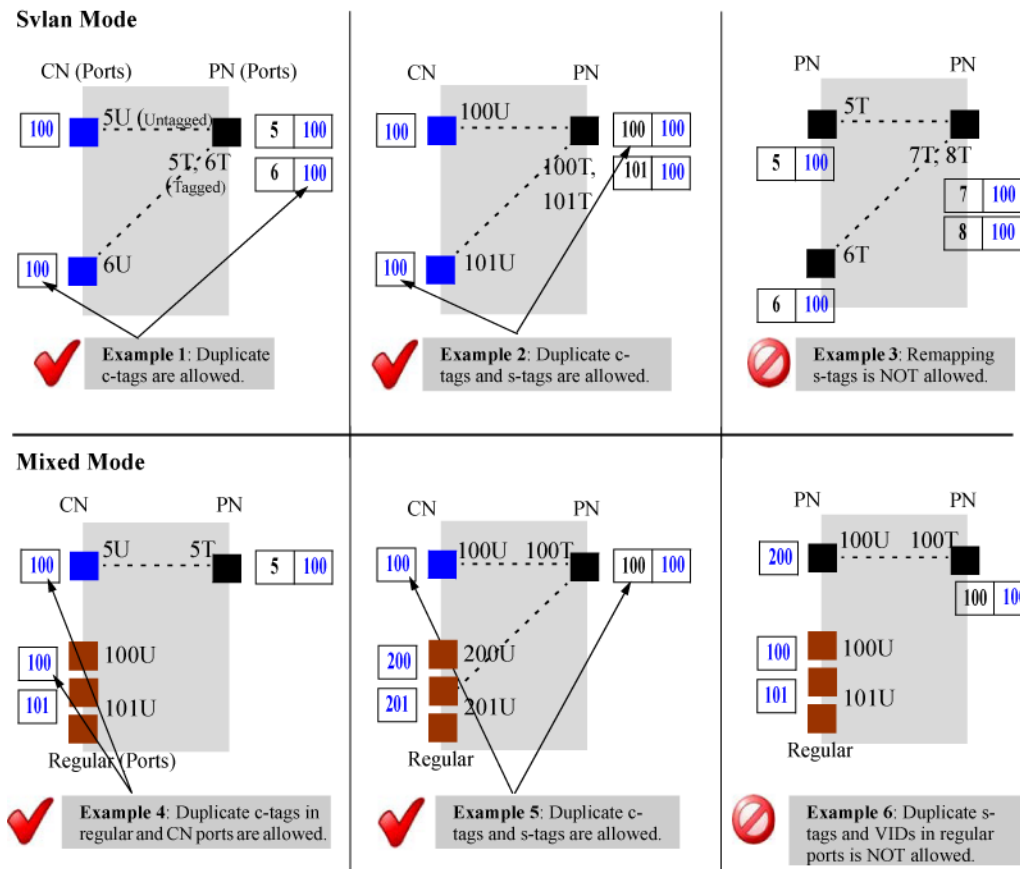 Svlan Mode
CN (Ports)
PN (Ports)
100
5U (Untagged)
5 100
5T, 6T
(Tagged)
6 100
100
6U
Example 1: Duplicate
c-tags are allowed.
CN
PN
100
100U
100 100
100T,
101T
101 100
100
101U
Example 2: Duplicate c-
tags and s-tags are allowed.
PN
PN
5T
7T, 8T
5 100
7 100
8 100
6T
6 100
Example 3: Remapping
s-tags is NOT allowed.
Mixed Mode
CN
PN
100
5U
5T
5 100
100
100U
101
101U
Regular (Ports)
Example 4: Duplicate c-tags in
regular and CN ports are allowed.
CN
PN
100
100U
100T
100 100
200
200U
201
201U
Regular
Example 5: Duplicate c-
tags and s-tags are allowed.
PN
PN
200
100U
100T
100 100
100
100U
101
101U
Regular
Example 6: Duplicate s-
tags and VIDs in regular
ports is NOT allowed.